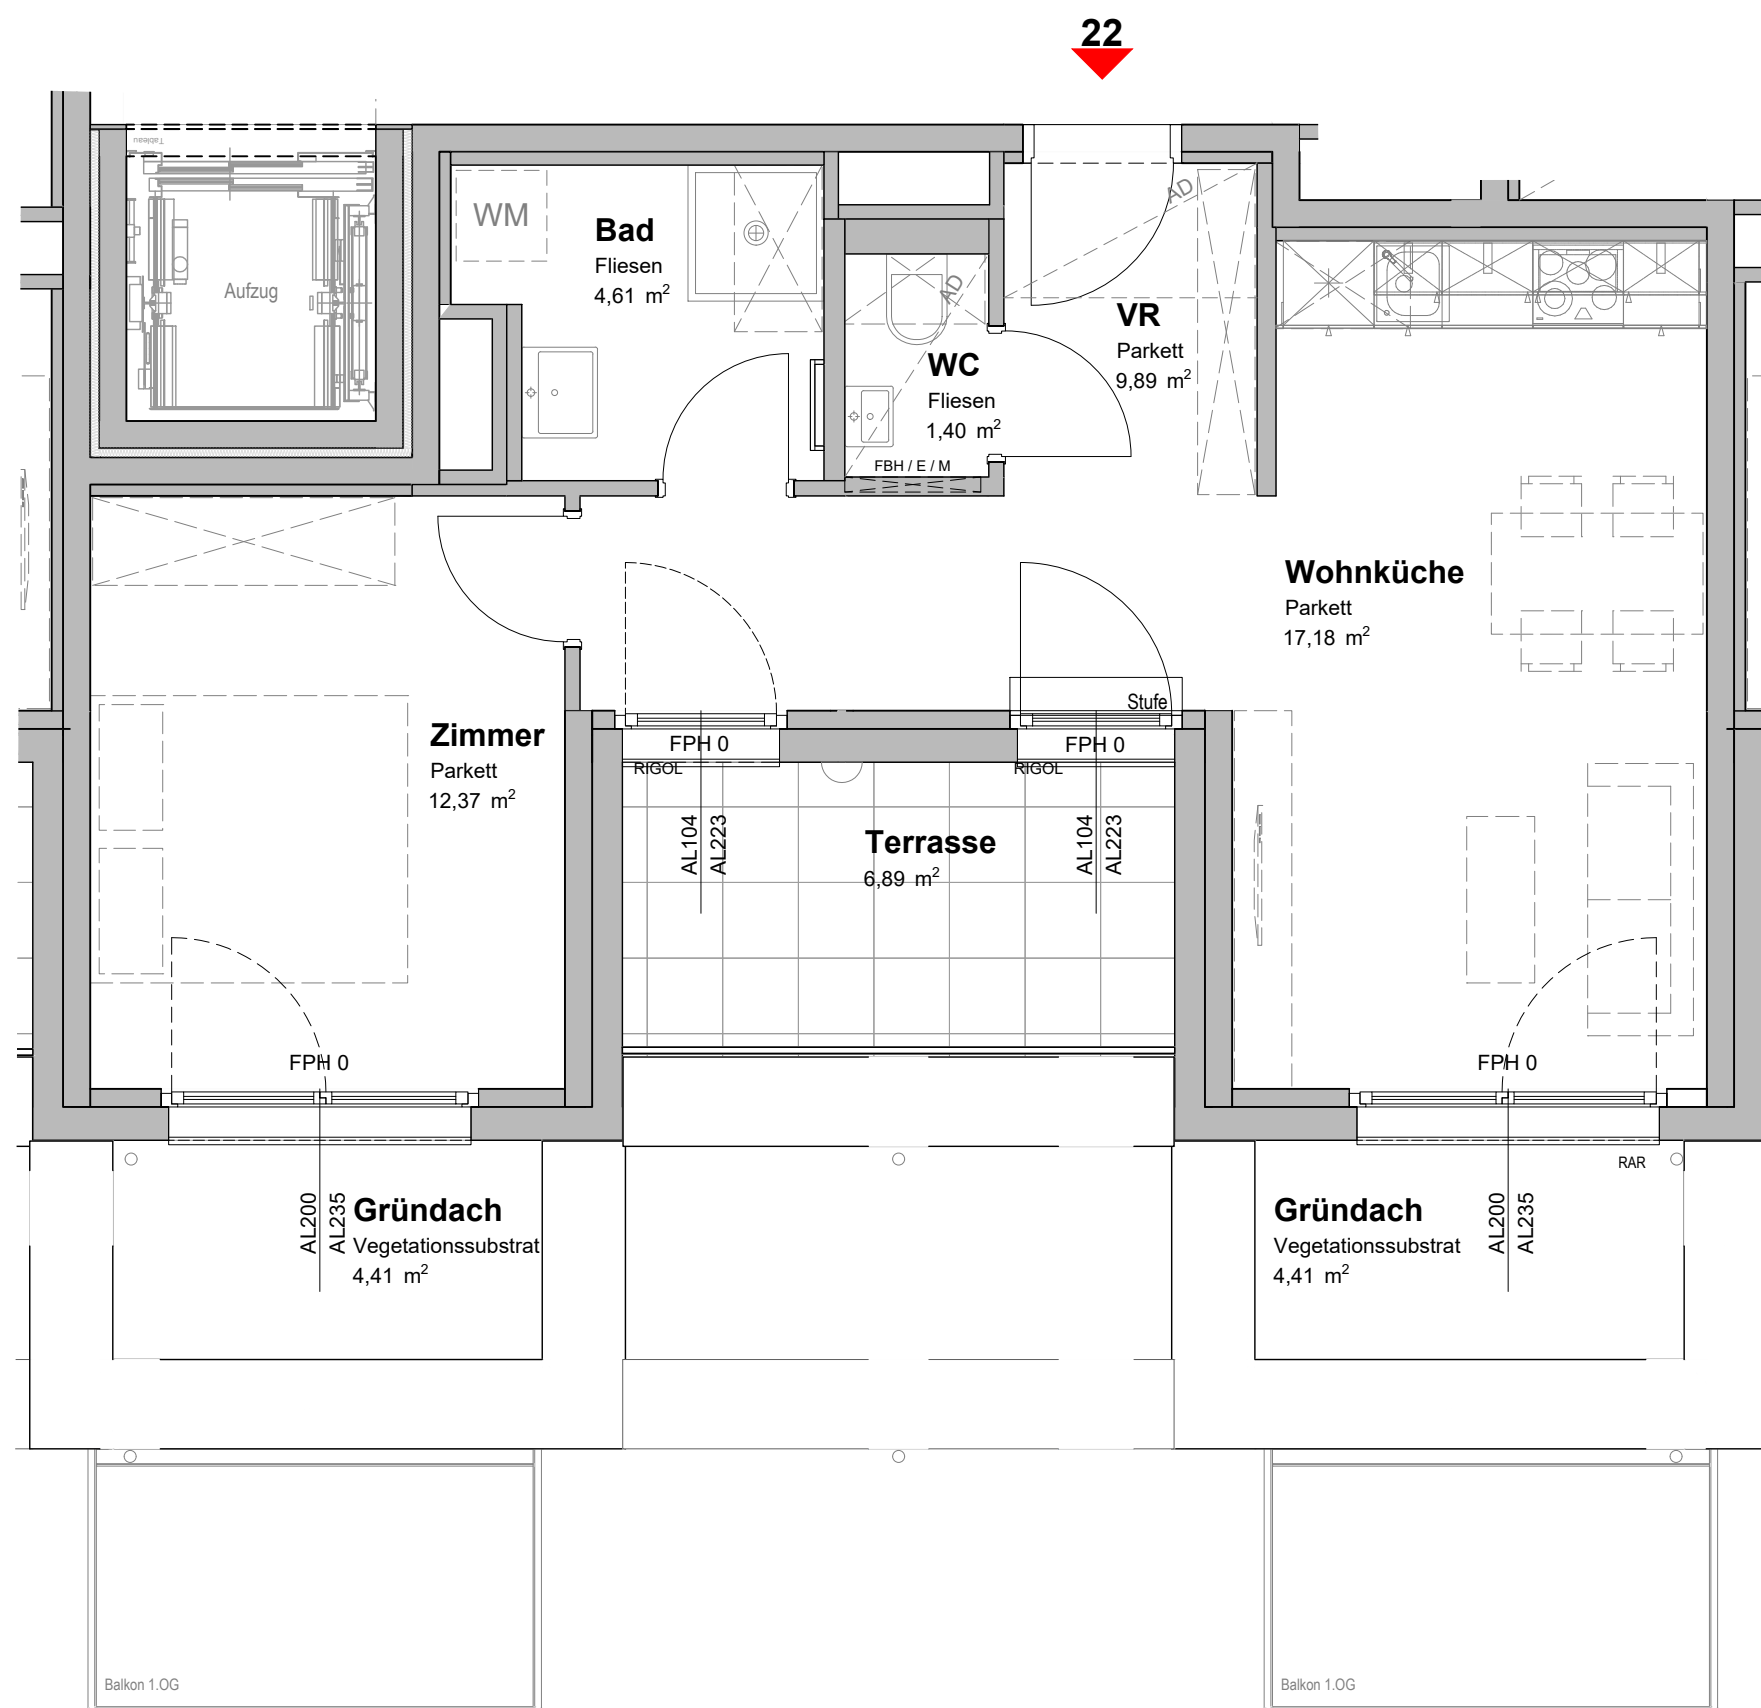 22
Tableau
Aufzug
WM
Bad
Fliesen
4,61 m²
AD
VR
Parkett
9,89 m²
AD
WC
Fliesen
1,40 m²
FBH / E / M
Wohnküche
Parkett
17,18 m²
Stufe
Zimmer
Parkett
12,37 m²
FPH 0
RIGOL
AL104
AL223
FPH 0
RIGOL
AL104
AL223
Terrasse
6,89 m²
FPH 0
FPH 0
RAR
AL200
AL235
Gründach
Vegetationssubstrat
4,41 m²
Gründach
Vegetationssubstrat
4,41 m²
AL200
AL235
Balkon 1.OG
Balkon 1.OG